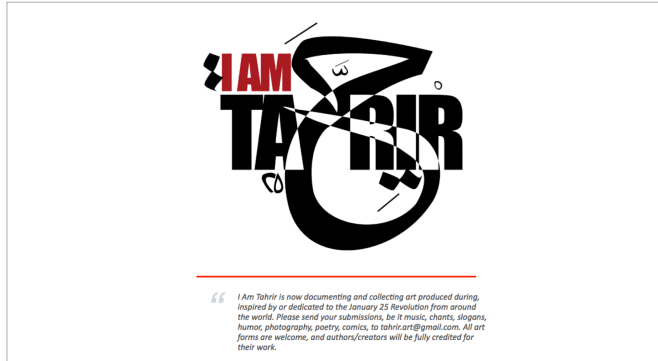 I AM
TAHRIR
I Am Tahrir is now documenting and collecting art produced during,
inspired by or dedicated to the January 25 Revolution from around
the world. Please send your submissions, be it music, chants, slogans,
humor, photography, poetry, comics, to tahrir.art@gmail.com. All art
forms are welcome, and authors/creators will be fully credited for
their work.